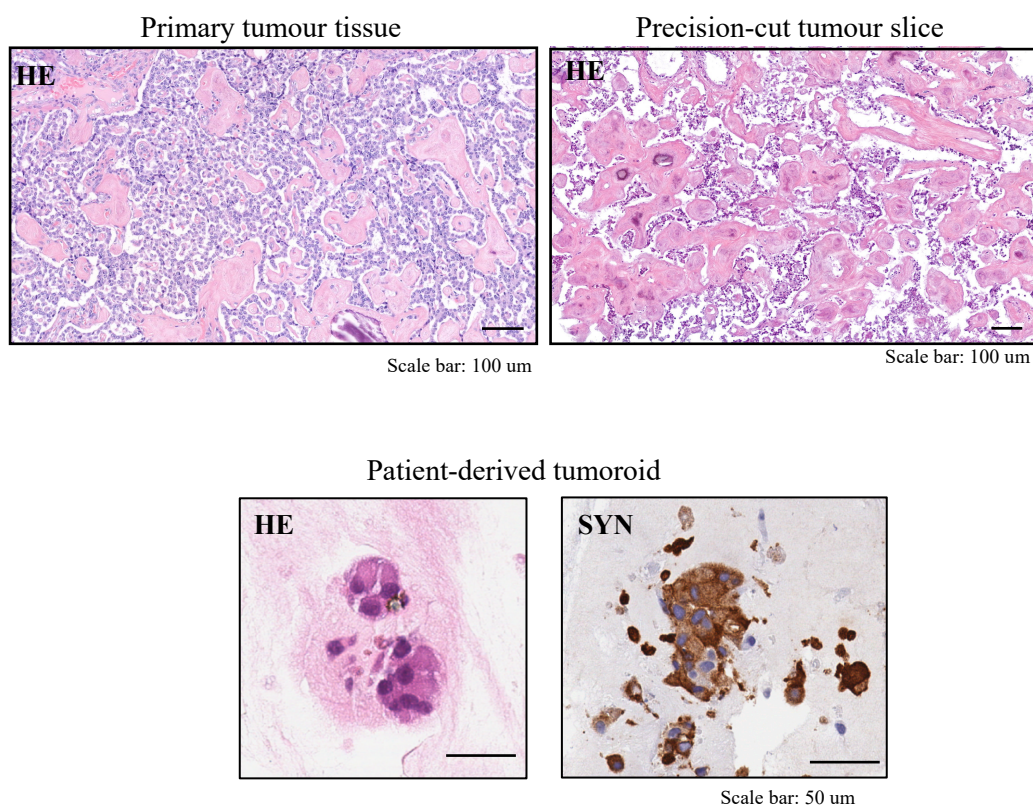 Primary tumour tissue
Precision-cut tumour slice
HE
HE
Scale bar: 100 um
Scale bar: 100 um
Patient-derived tumoroid
HE
SYN
Scale bar: 50 um